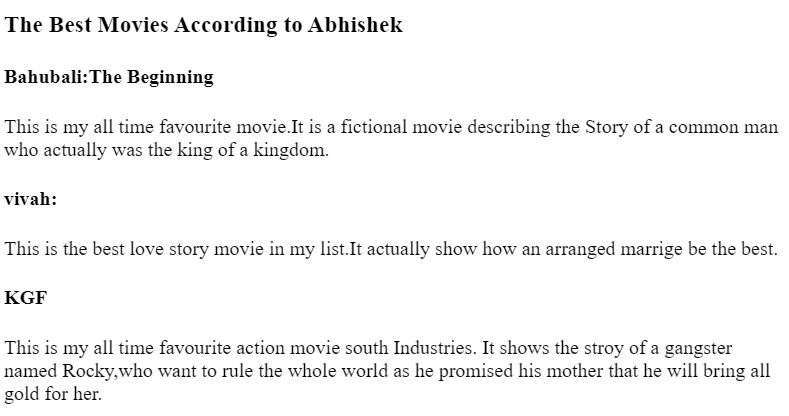 The Best Movies According to Abhishek
Bahubali:The Beginning
This is my all time favourite movie.It is a fictional movie describing the Story of a common man
who actually was the king of a kingdom.
vivah:
This is the best love story movie in my list.It actually show how an arranged marrige be the best.
KGF
This is my all time favourite action movie south Industries. It shows the stroy of a gangster
named Rocky,who want to rule the whole world as he promised his mother that he will bring all
gold for her.